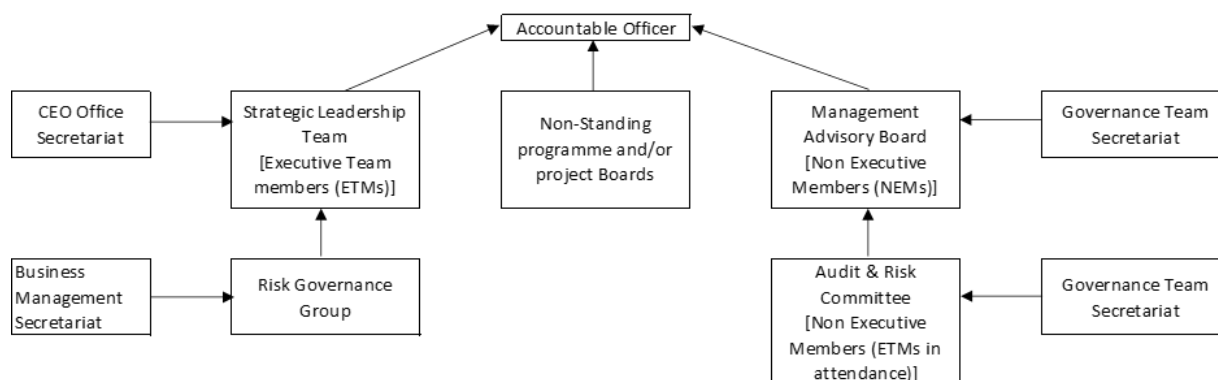 Accountable Officer
CEO Office
Secretariat
Strategic Leadership
Team
[Executive Team
members (ETMs)]
Non-Standing
programme and/or
project Boards
Management
Advisory Board
[Non Executive
Members (NEMs)]
Governance Team
Secretariat
Business
Management
Secretariat
Risk Governance
Group
Audit & Risk
Committee
[Non Executive
Members (ETMs in
attendance)]
Governance Team
Secretariat